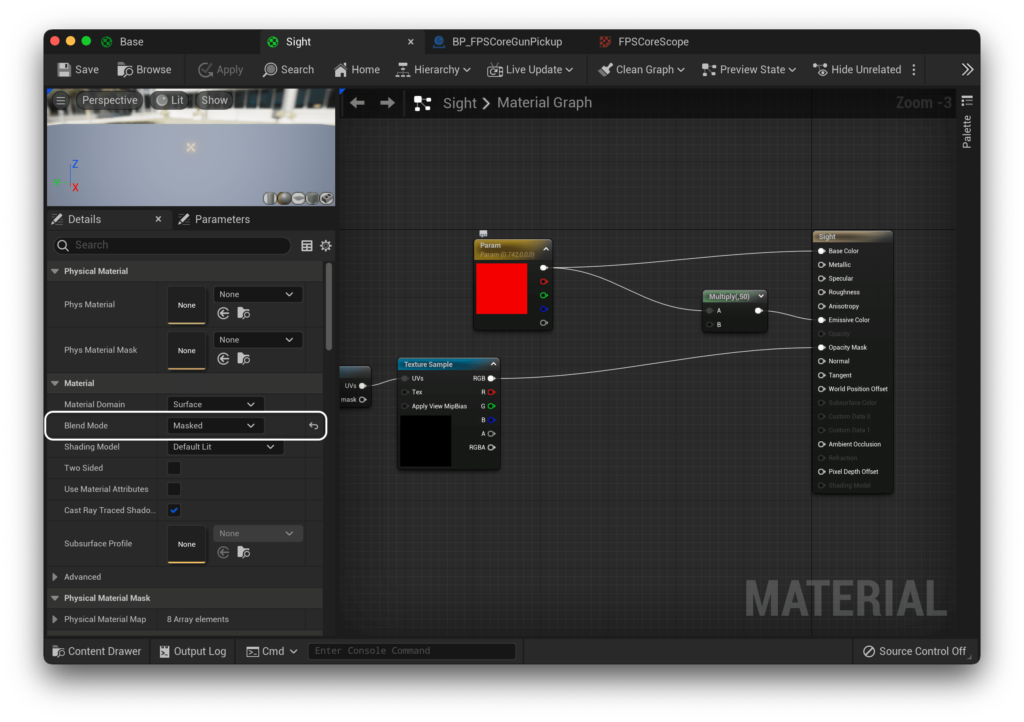 Base
Sight
BP_FPSCoreGunPickup
FPSCoreScope
Save
Browse
Apply
Search
Home
Hierarchy
Live Update
Clean Graph
Preview State
Hide Unrelated
Perspective
Lit
Show
Z
X
Sight
Material Graph
Zoom -3
Palette
Details
Parameters
Search
Physical Material
Phys Material
None
None
Phys Material Mask
None
None
Material
Material Domain
Surface
Blend Mode
Masked
Shading Model
Default Lit
Two Sided
Use Material Attributes
Cast Ray Traced Shado...
Subsurface Profile
None
None
Advanced
Physical Material Mask
Physical Material Map
8 Array elements
UVs
mask
Param
Texture Sample
UVs
RGB
Tex
R
Apply View MipBias
G
B
A
RGBA
Multiply(,50)
A
B
Sight
Base Color
Metallic
Specular
Roughness
Anisotropy
Emissive Color
Opacity
Opacity Mask
Normal
Tangent
World Position Offset
Subsurface Color
Custom Data 0
Custom Data 1
Ambient Occlusion
Refraction
Pixel Depth Offset
Shading Model
MATERIAL
Content Drawer
Output Log
Cmd
Enter Console Command
Source Control Off